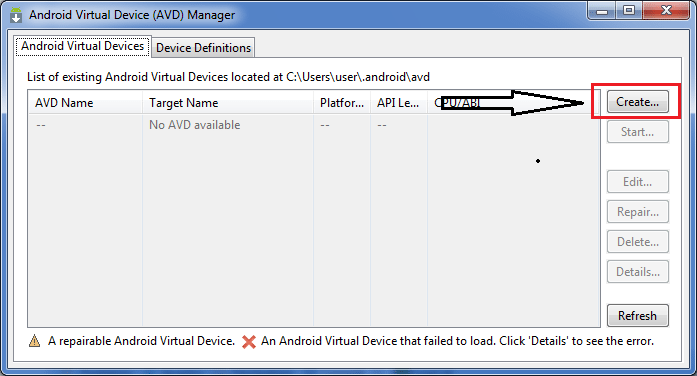 Android Virtual Device (AVD) Manager
Android Virtual Devices Device Definitions
List of existing Android Virtual Devices located at C:\Users\user\.android\avd
AVD Name Target Name Platfor... API Le... CPU/ABI Create...
-- No AVD available -- -- Start...
Edit...
Repair...
Delete...
Details...
Refresh
A repairable Android Virtual Device. An Android Virtual Device that failed to load. Click 'Details' to see the error.